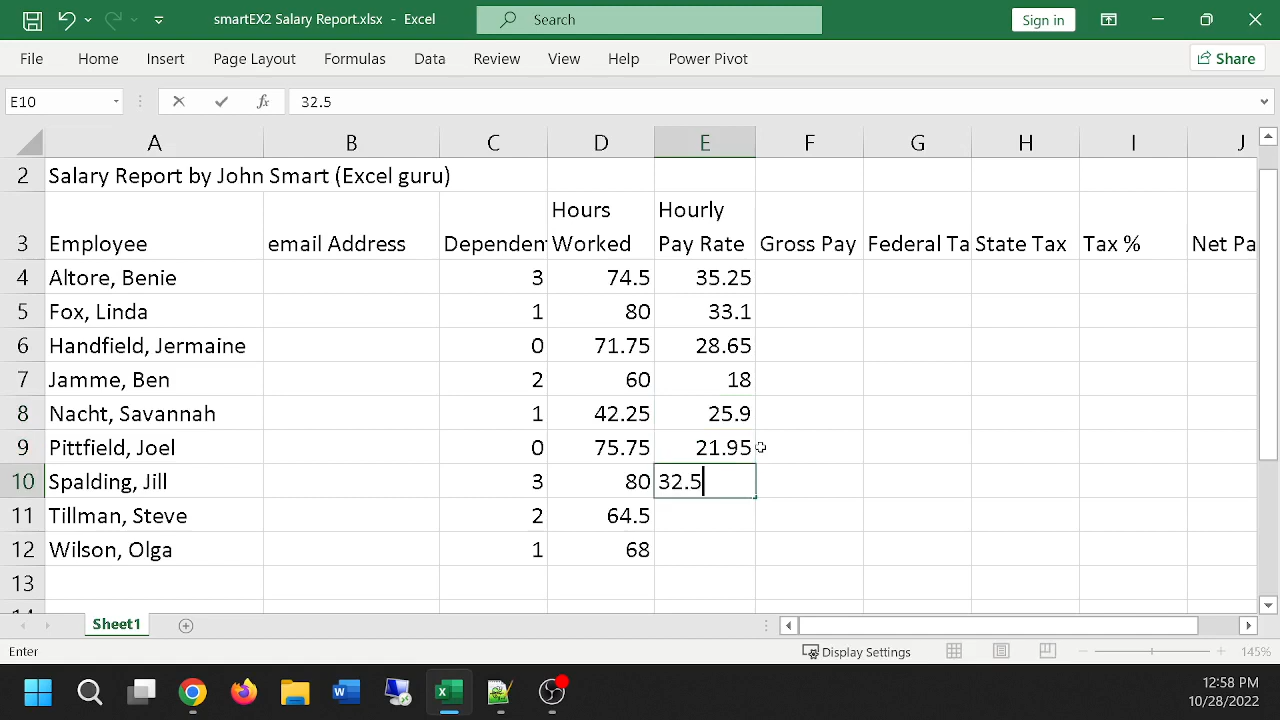 smartEX2 Salary Report.xlsx - Excel
Search
Sign in
File Home Insert Page Layout Formulas Data Review View Help Power Pivot Share
E10 fx 32.5
A B C D E F G H I J
2 Salary Report by John Smart (Excel guru)
3 Employee email Address Dependen Hours Worked Hourly Pay Rate Gross Pay Federal Ta State Tax Tax % Net Pa
4 Altore, Benie 3 74.5 35.25
5 Fox, Linda 1 80 33.1
6 Handfield, Jermaine 0 71.75 28.65
7 Jamme, Ben 2 60 18
8 Nacht, Savannah 1 42.25 25.9
9 Pittfield, Joel 0 75.75 21.95
10 Spalding, Jill 3 80 32.5
11 Tillman, Steve 2 64.5
12 Wilson, Olga 1 68
13
Sheet1
Enter Display Settings 145%
12:58 PM
10/28/2022